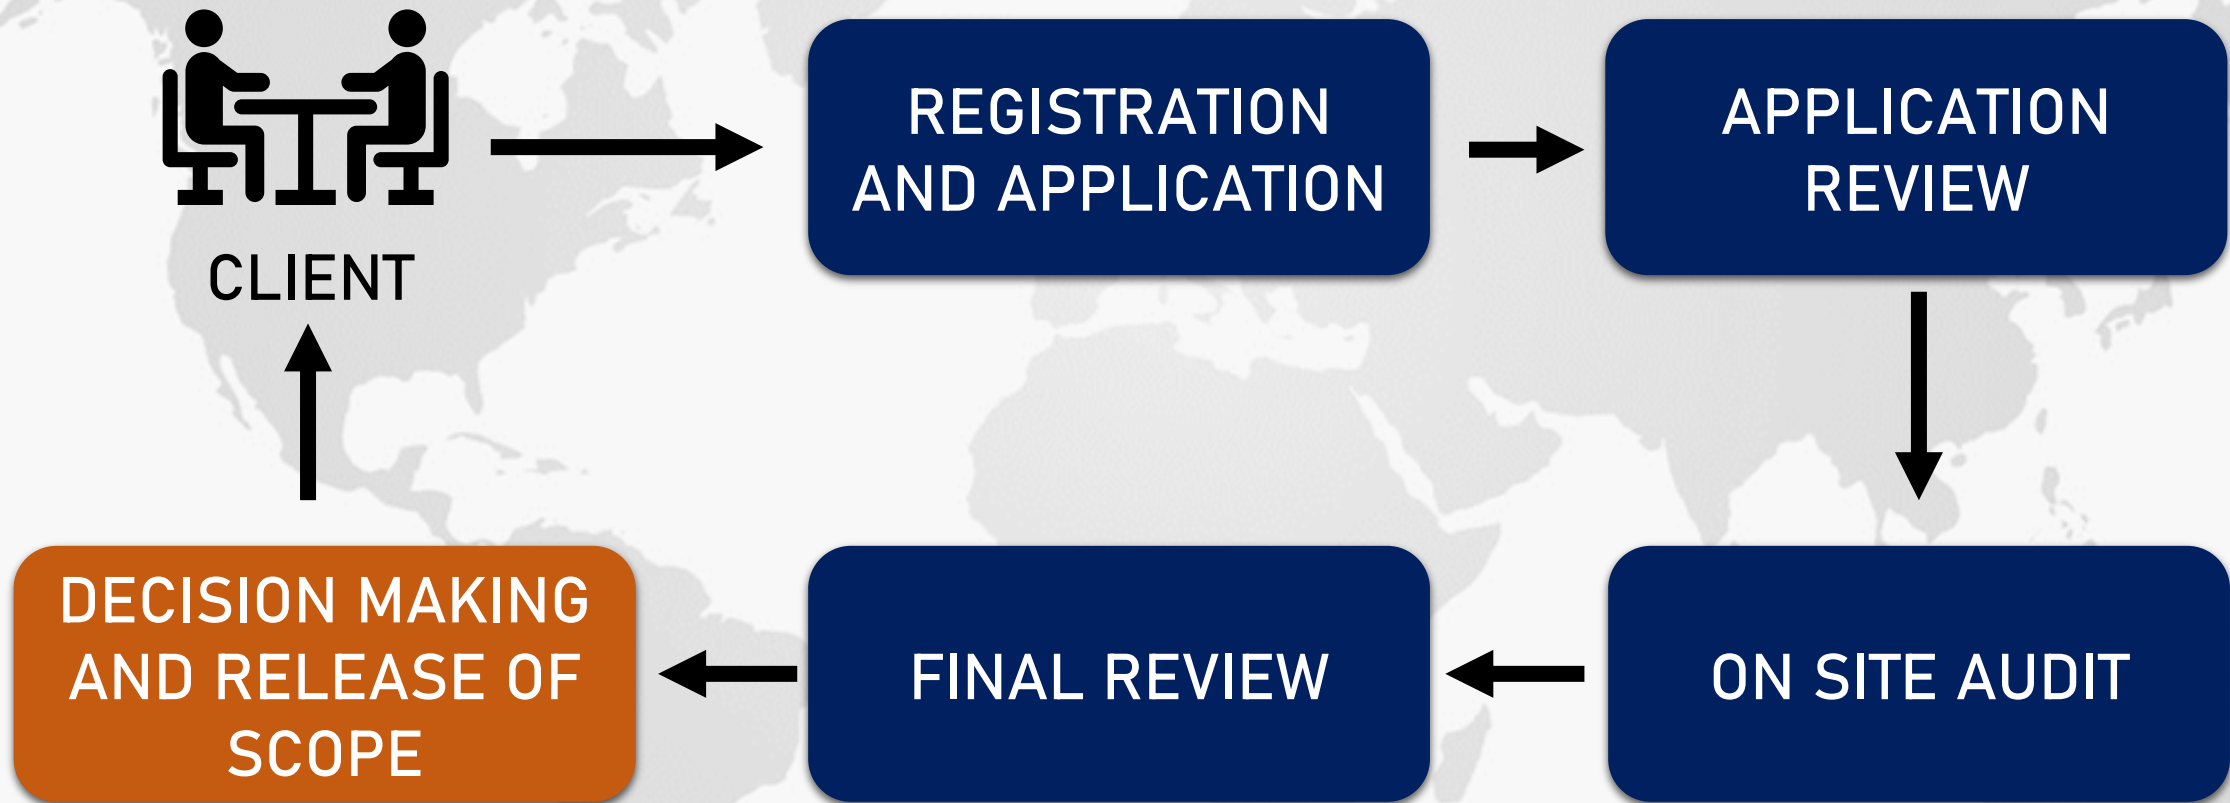 CLIENT
REGISTRATION
AND APPLICATION
APPLICATION
REVIEW
DECISION MAKING
AND RELEASE OF
SCOPE
FINAL REVIEW
ON SITE AUDIT